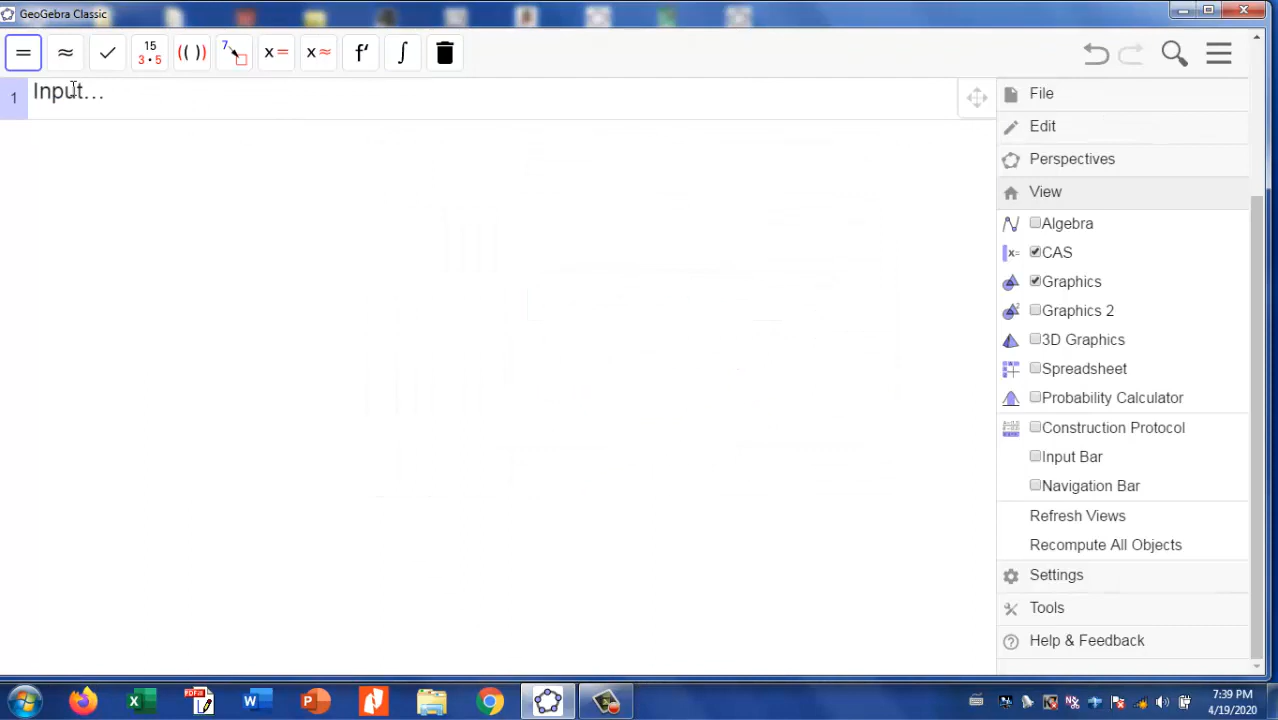 GeoGebra Classic
= ≈ ✓ 15 3·5 (( )) 7 x= x≈ f' ∫
1 Input...
File
Edit
Perspectives
View
Algebra
x= CAS
Graphics
Graphics 2
3D Graphics
Spreadsheet
Probability Calculator
Construction Protocol
Input Bar
Navigation Bar
Refresh Views
Recompute All Objects
Settings
Tools
Help & Feedback
7:39 PM
4/19/2020